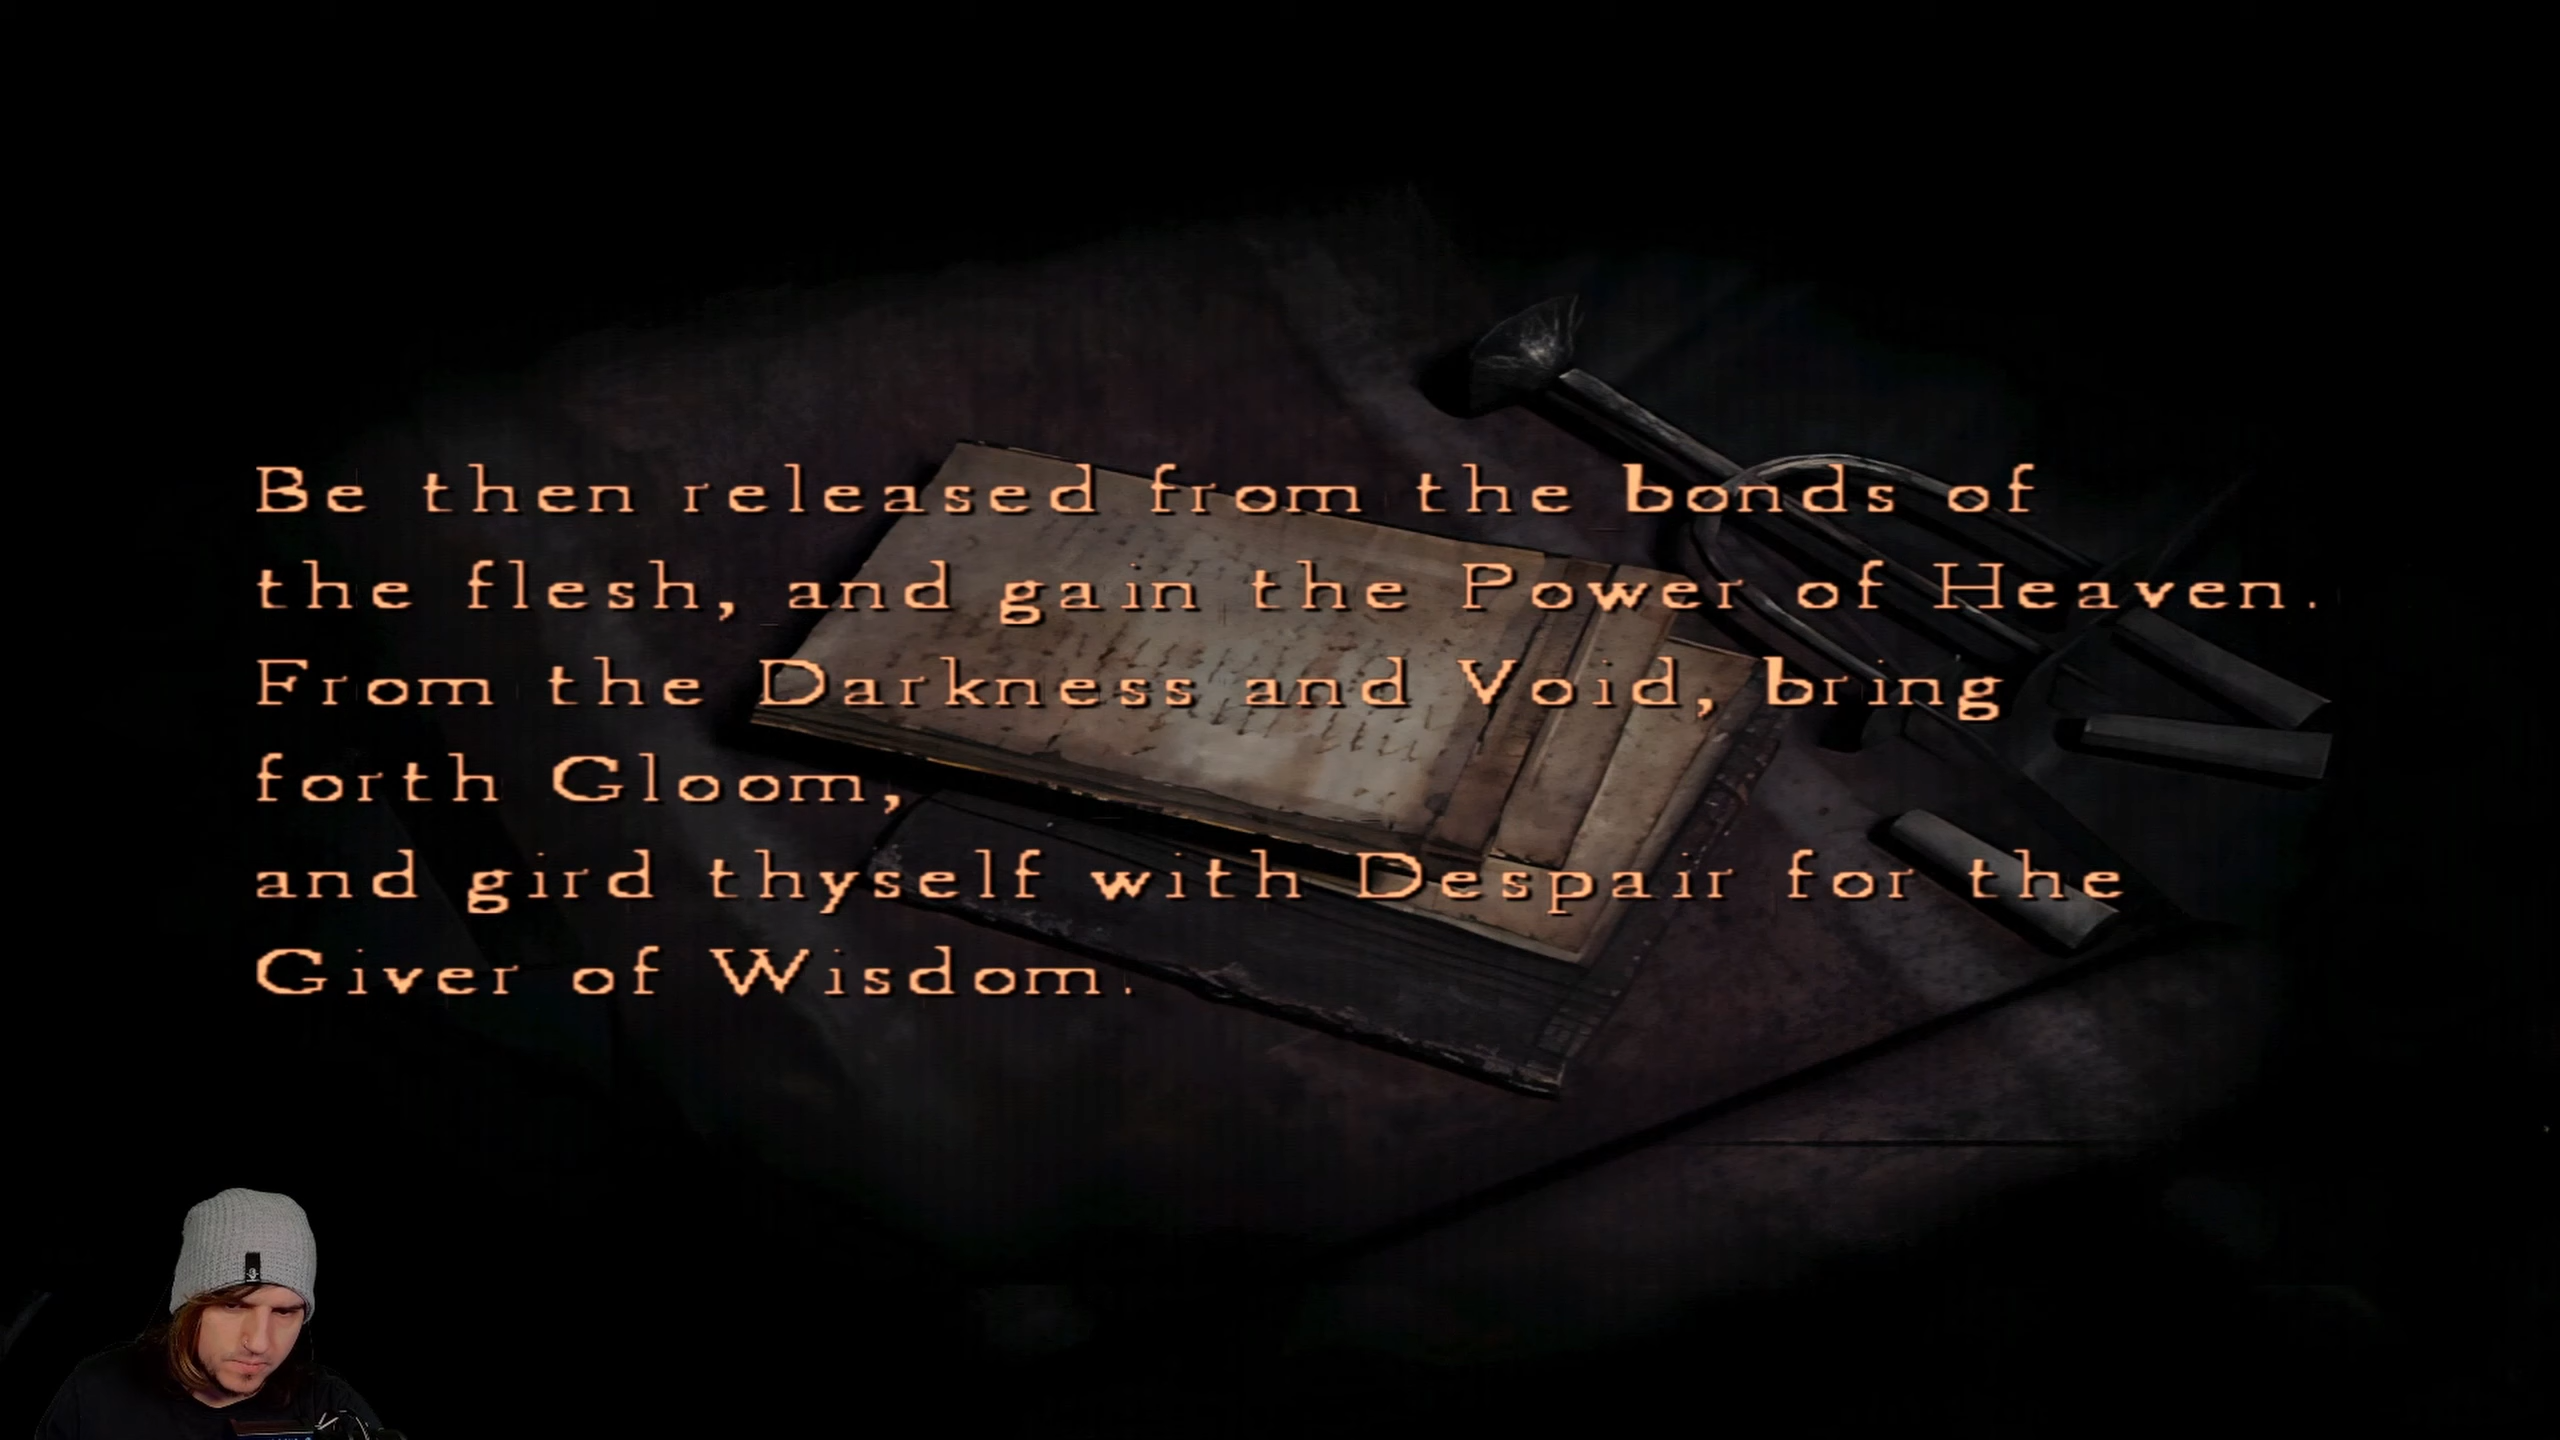 Be then released from the bonds of
the flesh, and gain the Power of Heaven.
From the Darkness and Void, bring
forth Gloom,
and gird thyself with Despair for the
Giver of Wisdom.